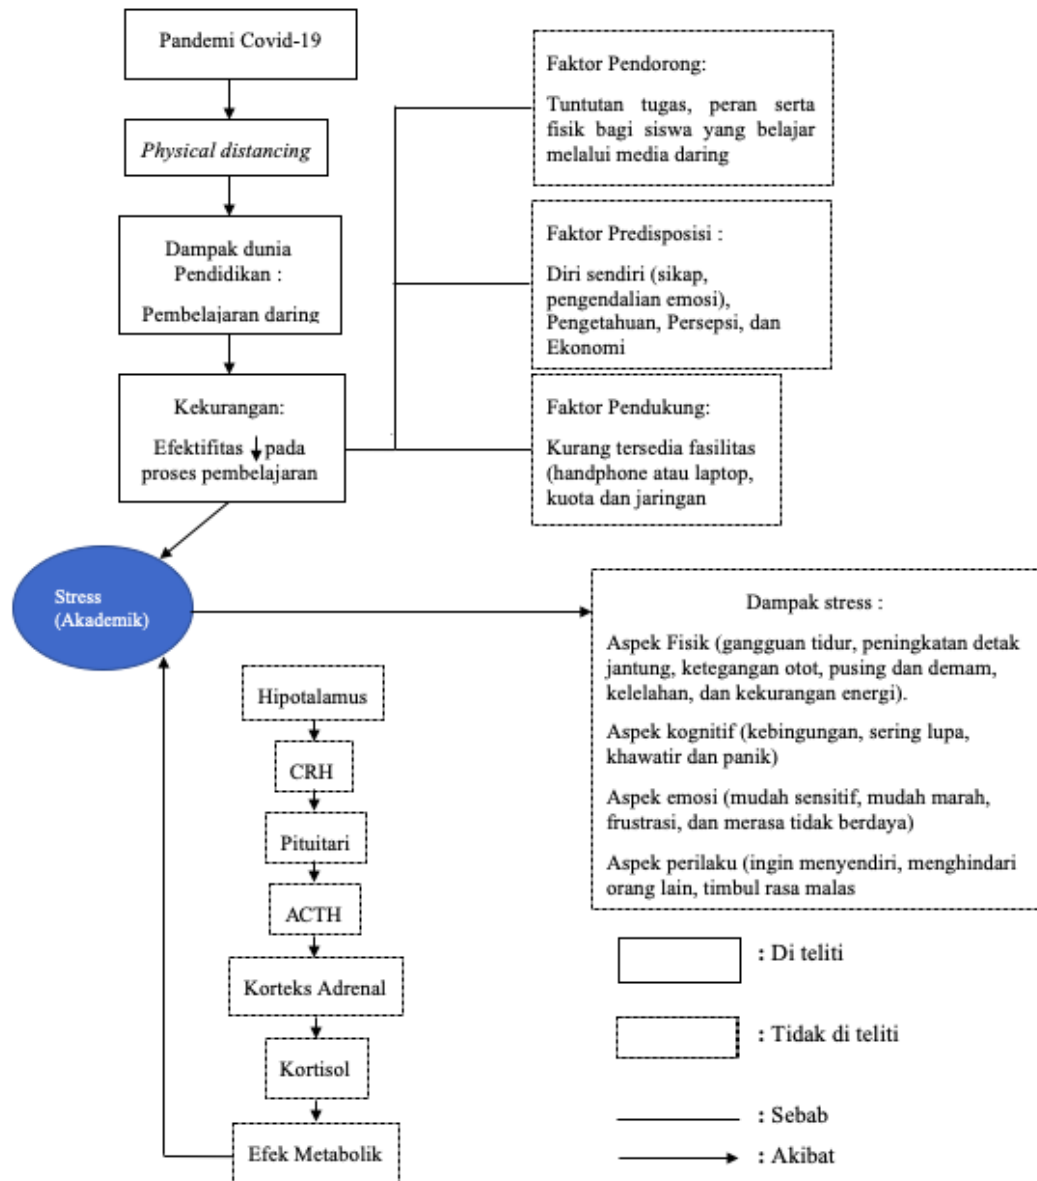 Pandemi Covid-19
Physical distancing
Dampak dunia
Pendidikan :
Pembelajaran daring
Kekurangan:
Efektifitas ↓ pada
proses pembelajaran
Faktor Pendorong:
Tuntutan tugas, peran serta
fisik bagi siswa yang belajar
melalui media daring
Faktor Predisposisi :
Diri sendiri (sikap,
pengendalian emosi),
Pengetahuan, Persepsi, dan
Ekonomi
Faktor Pendukung:
Kurang tersedia fasilitas
(handphone atau laptop,
kuota dan jaringan
Stress
(Akademik)
Dampak stress :
Aspek Fisik (gangguan tidur, peningkatan detak
jantung, ketegangan otot, pusing dan demam,
kelelahan, dan kekurangan energi).
Aspek kognitif (kebingungan, sering lupa,
khawatir dan panik)
Aspek emosi (mudah sensitif, mudah marah,
frustrasi, dan merasa tidak berdaya)
Aspek perilaku (ingin menyendiri, menghindari
orang lain, timbul rasa malas
Hipotalamus
CRH
Pituitari
ACTH
Korteks Adrenal
Kortisol
Efek Metabolik
: Di teliti
: Tidak di teliti
: Sebab
: Akibat